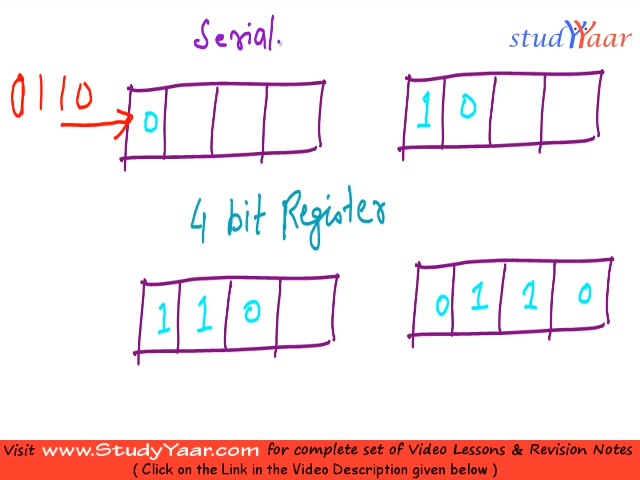 Serial.
studYYaar
0110
0
1 0
4 bit Register
1 1 0
0 1 1 0
Visit www.StudyYaar.com for complete set of Video Lessons & Revision Notes
( Click on the Link in the Video Description given below )